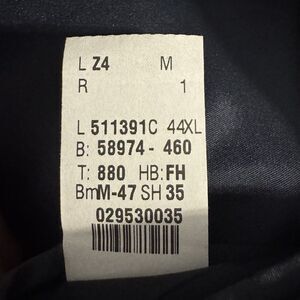 L Z4 M
R 1
L 511391C 44XL
B: 58974- 460
T: 880 HB: FH
BmM-47 SH 35
029530035